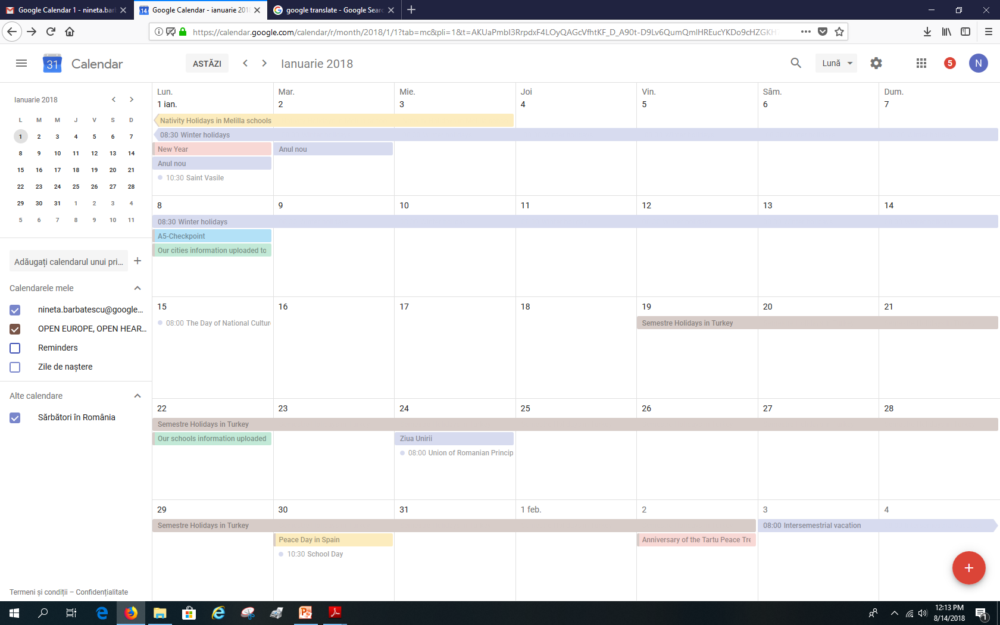 Google Calendar 1 - nineta.bar
Google Calendar - ianuarie 201
google translate - Google Sear
https://calendar.google.com/calendar/r/month/2018/1/1?tab=mc&pli=1&t=
31 Calendar
ASTĂZI
Ianuarie 2018
Lună
5
N
Ianuarie 2018
L M M J V S D
1 2 3 4 5 6 7
8 9 10 11 12 13 14
15 16 17 18 19 20 21
22 23 24 25 26 27 28
29 30 31 1 2 3 4
5 6 7 8 9 10 11
Adăugați calendarul unui pri...
Calendarele mele
nineta.barbatescu@google...
OPEN EUROPE, OPEN HEAR...
Reminders
Zile de naștere
Alte calendare
Sărbători în România
Termeni și condiții – Confidențialitate
Lun. Mar. Mie. Joi Vin. Sâm. Dum.
1 ian. 2 3 4 5 6 7
Nativity Holidays in Melilla schools
08:30 Winter holidays
New Year Anul nou
Anul nou
10:30 Saint Vasile
8 9 10 11 12 13 14
08:30 Winter holidays
A5-Checkpoint
Our cities information uploaded to
15 16 17 18 19 20 21
08:00 The Day of National Cultur
Semestre Holidays in Turkey
22 23 24 25 26 27 28
Semestre Holidays in Turkey
Our schools information uploaded
Ziua Unirii
08:00 Union of Romanian Princip
29 30 31 1 feb. 2 3 4
Semestre Holidays in Turkey 08:00 Intersemestrial vacation
Peace Day in Spain Anniversary of the Tartu Peace Tre
10:30 School Day
12:13 PM
8/14/2018
1